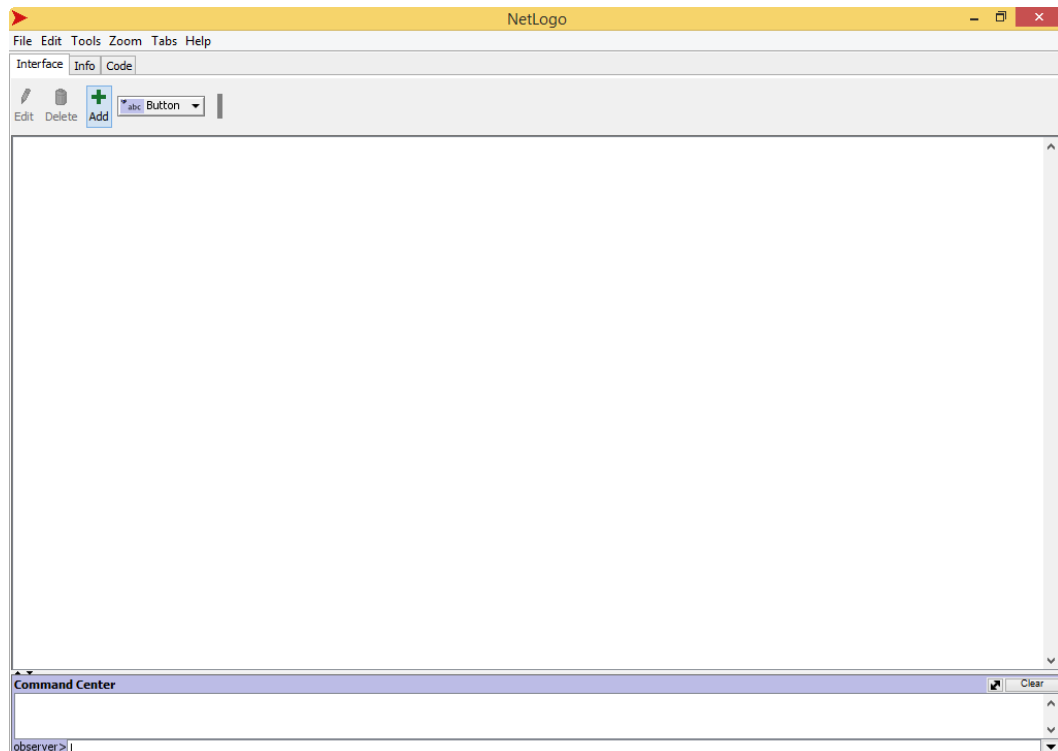 NetLogo
File Edit Tools Zoom Tabs Help
Interface Info Code
Edit Delete Add abc Button
Command Center Clear
observer>